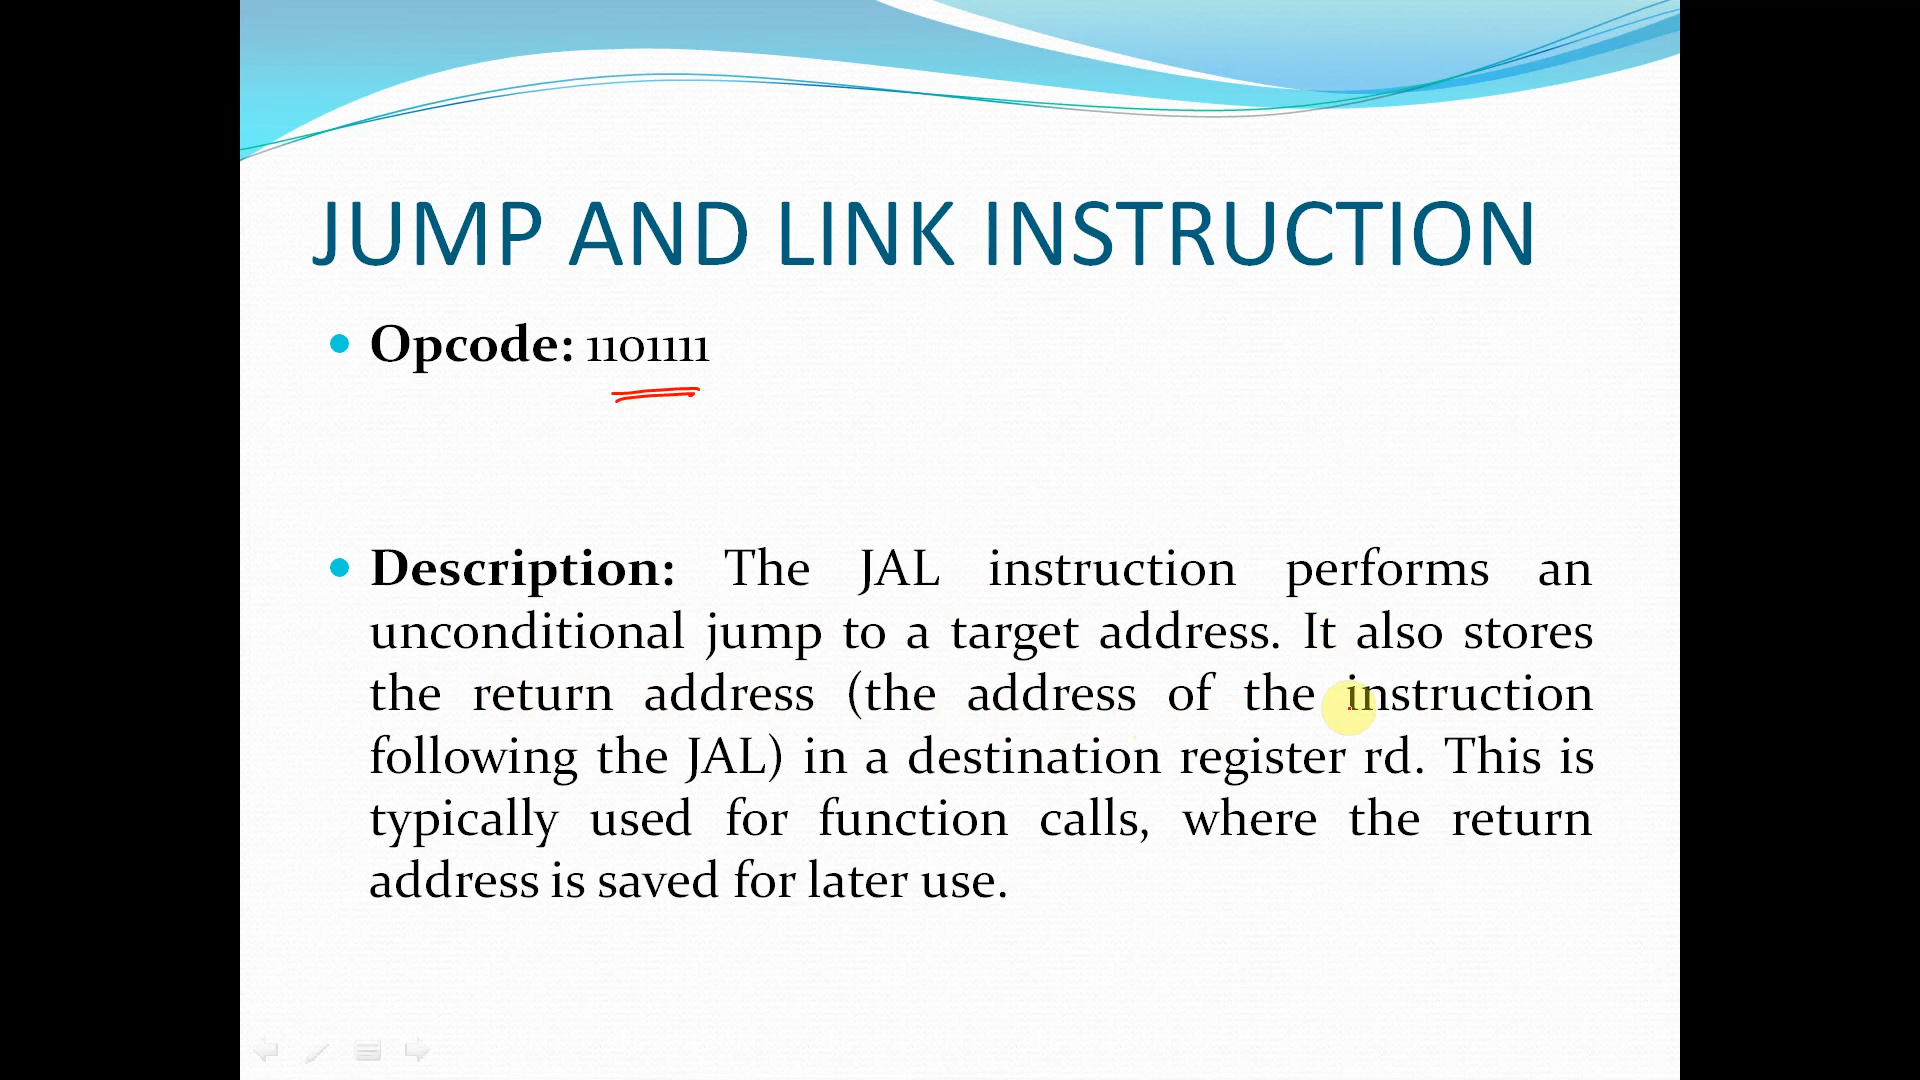 JUMP AND LINK INSTRUCTION
Opcode: 1101111
Description: The JAL instruction performs an
unconditional jump to a target address. It also stores
the return address (the address of the instruction
following the JAL) in a destination register rd. This is
typically used for function calls, where the return
address is saved for later use.